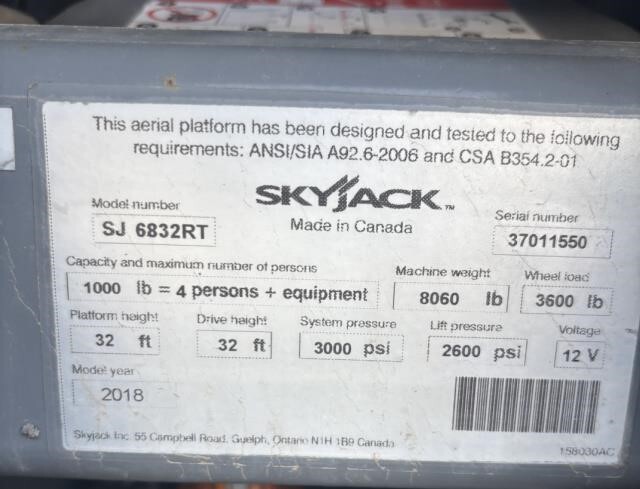 This aerial platform has been designed and tested to the following
requirements: ANSI/SIA A92.6-2006 and CSA B354.2-01
SKYJACK™
Made in Canada
Model number
SJ 6832RT
Serial number
37011550
Capacity and maximum number of persons
1000 lb = 4 persons + equipment
Machine weight
8060 lb
Wheel load
3600 lb
Platform height
32 ft
Drive height
32 ft
System pressure
3000 psi
Lift pressure
2600 psi
Voltage
12 V
Model year
2018
Skyjack Inc. 55 Campbell Road, Guelph, Ontario N1H 1B9 Canada
158030AC